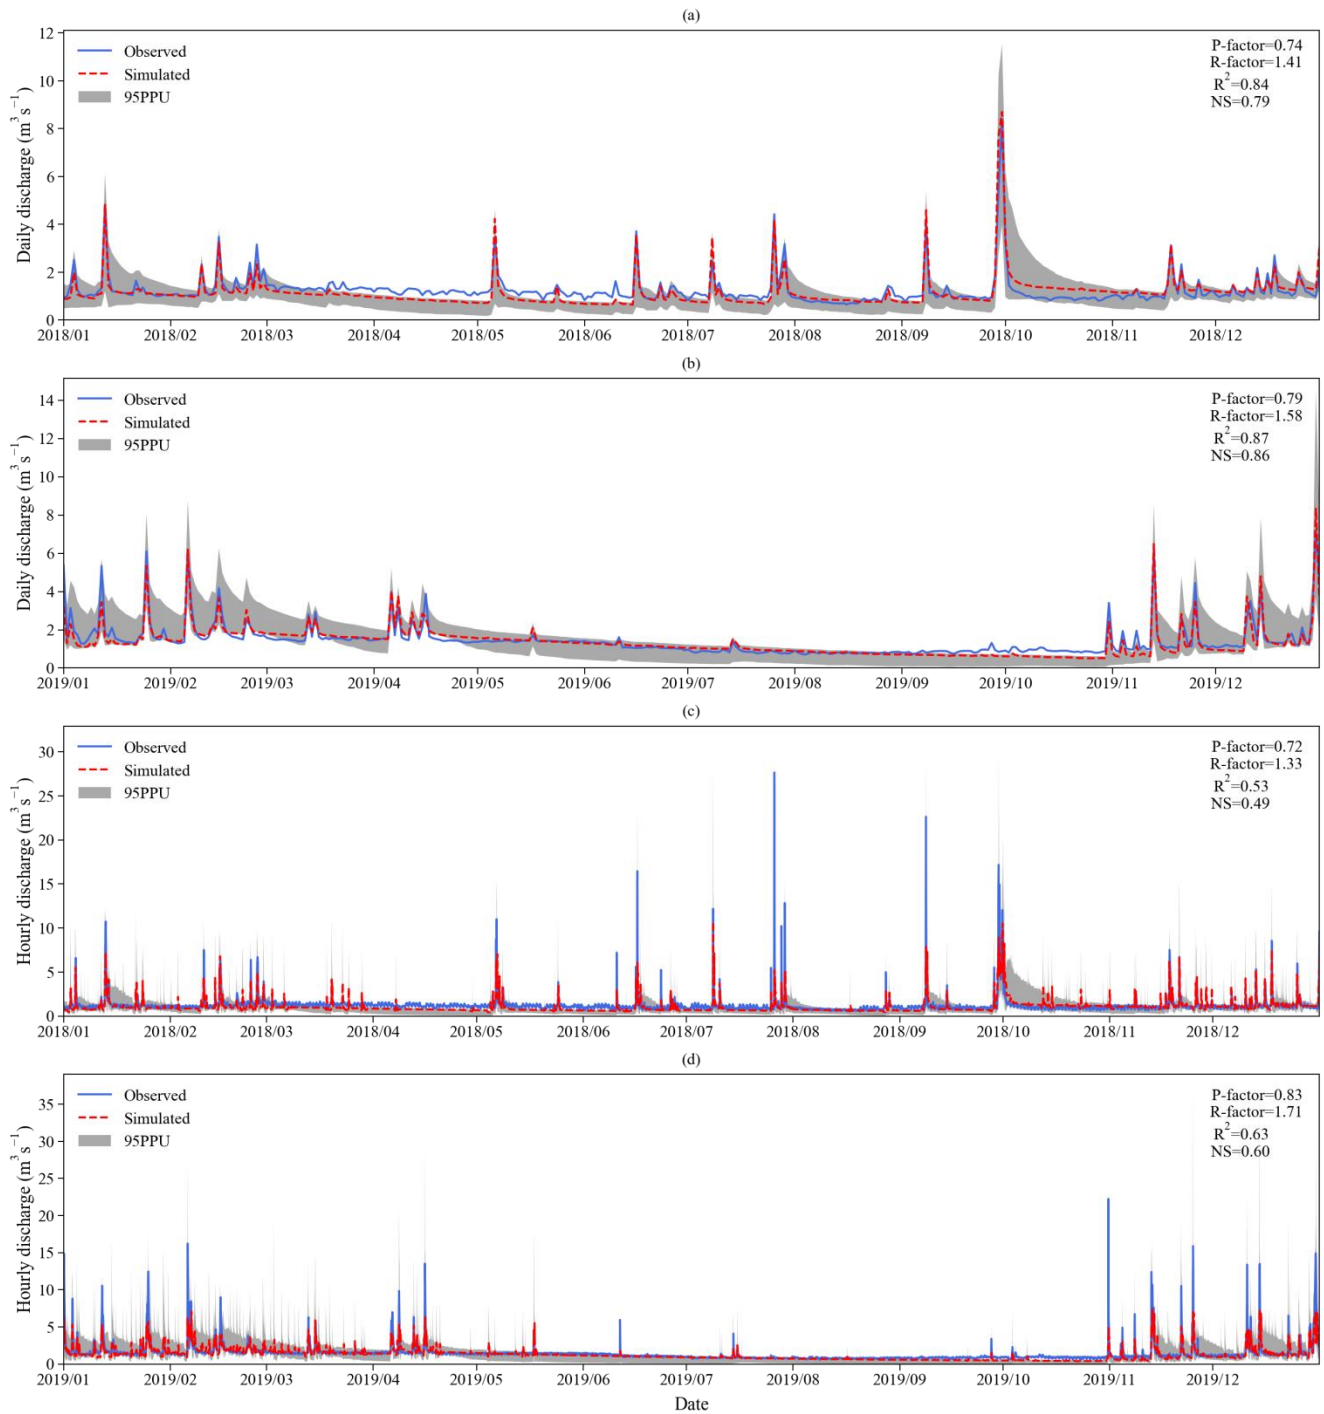 (a)
Daily discharge (m³ s⁻¹)
12
10
8
6
4
2
0
Observed
Simulated
95PPU
P-factor=0.74
R-factor=1.41
R²=0.84
NS=0.79
2018/01 2018/02 2018/03 2018/04 2018/05 2018/06 2018/07 2018/08 2018/09 2018/10 2018/11 2018/12
(b)
Daily discharge (m³ s⁻¹)
14
12
10
8
6
4
2
0
Observed
Simulated
95PPU
P-factor=0.79
R-factor=1.58
R²=0.87
NS=0.86
2019/01 2019/02 2019/03 2019/04 2019/05 2019/06 2019/07 2019/08 2019/09 2019/10 2019/11 2019/12
(c)
Hourly discharge (m³ s⁻¹)
30
25
20
15
10
5
0
Observed
Simulated
95PPU
P-factor=0.72
R-factor=1.33
R²=0.53
NS=0.49
2018/01 2018/02 2018/03 2018/04 2018/05 2018/06 2018/07 2018/08 2018/09 2018/10 2018/11 2018/12
(d)
Hourly discharge (m³ s⁻¹)
35
30
25
20
15
10
5
0
Observed
Simulated
95PPU
P-factor=0.83
R-factor=1.71
R²=0.63
NS=0.60
2019/01 2019/02 2019/03 2019/04 2019/05 2019/06 2019/07 2019/08 2019/09 2019/10 2019/11 2019/12
Date